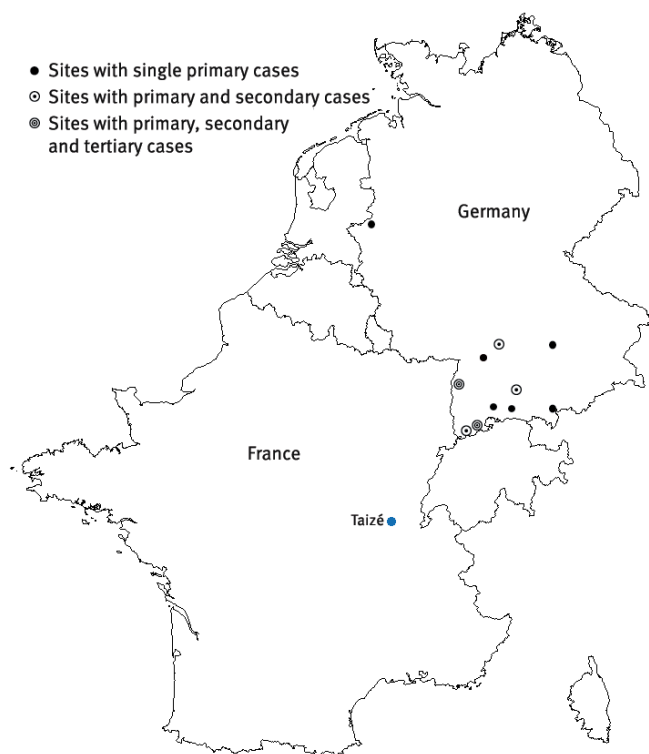 Sites with single primary cases
Sites with primary and secondary cases
Sites with primary, secondary
and tertiary cases
Germany
France
Taizé